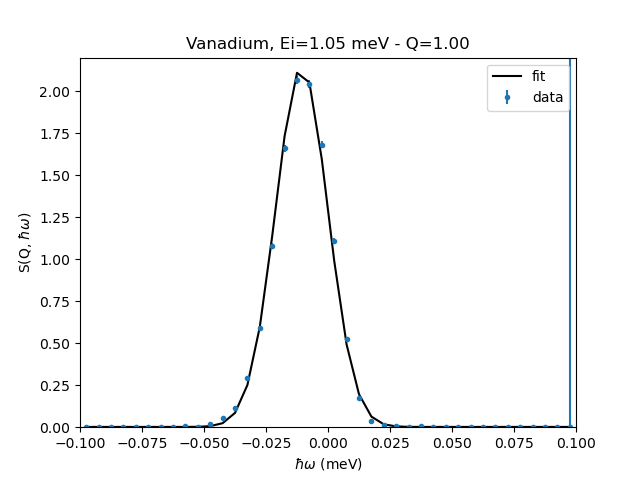 Vanadium, Ei=1.05 meV - Q=1.00
fit
data
S(Q, ℏω)
2.00
1.75
1.50
1.25
1.00
0.75
0.50
0.25
0.00
−0.100 −0.075 −0.050 −0.025 0.000 0.025 0.050 0.075 0.100
ℏω (meV)